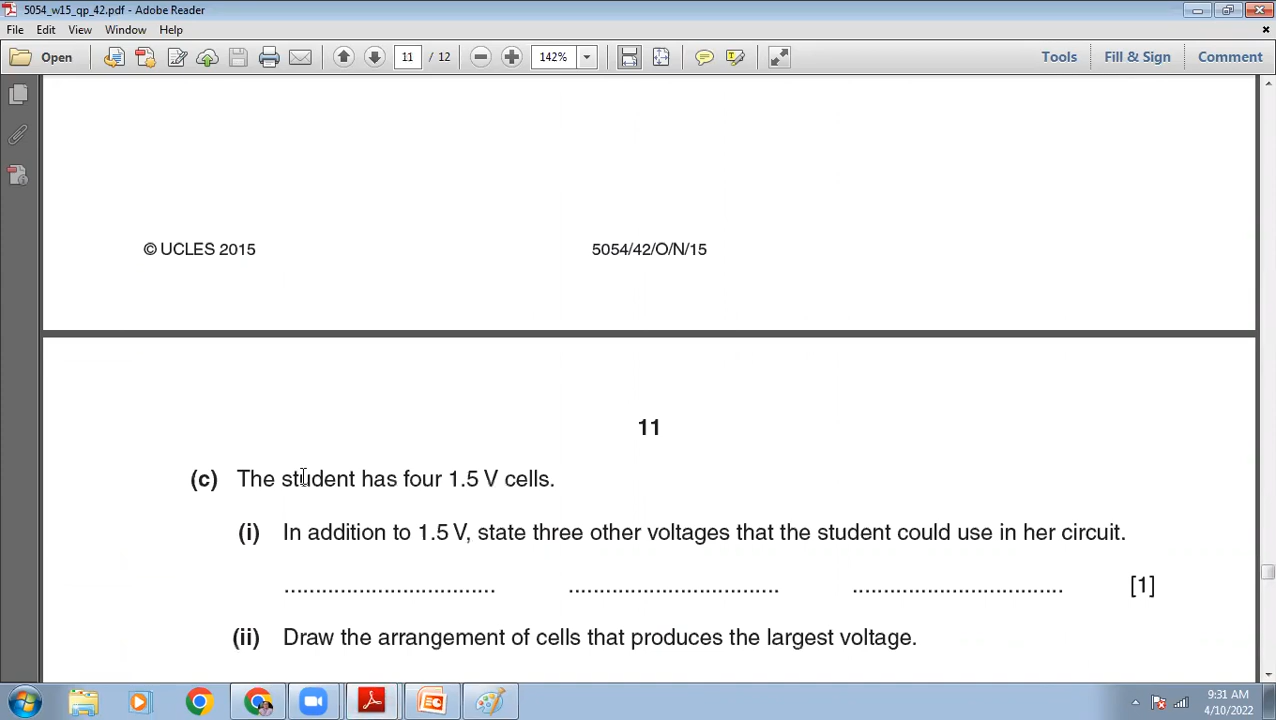 5054_w15_qp_42.pdf - Adobe Reader
File Edit View Window Help
Open 11 / 12 142% Tools Fill & Sign Comment
© UCLES 2015 5054/42/O/N/15
11
(c) The student has four 1.5 V cells.
(i) In addition to 1.5 V, state three other voltages that the student could use in her circuit.
.................................. .................................. .................................. [1]
(ii) Draw the arrangement of cells that produces the largest voltage.
9:31 AM
4/10/2022